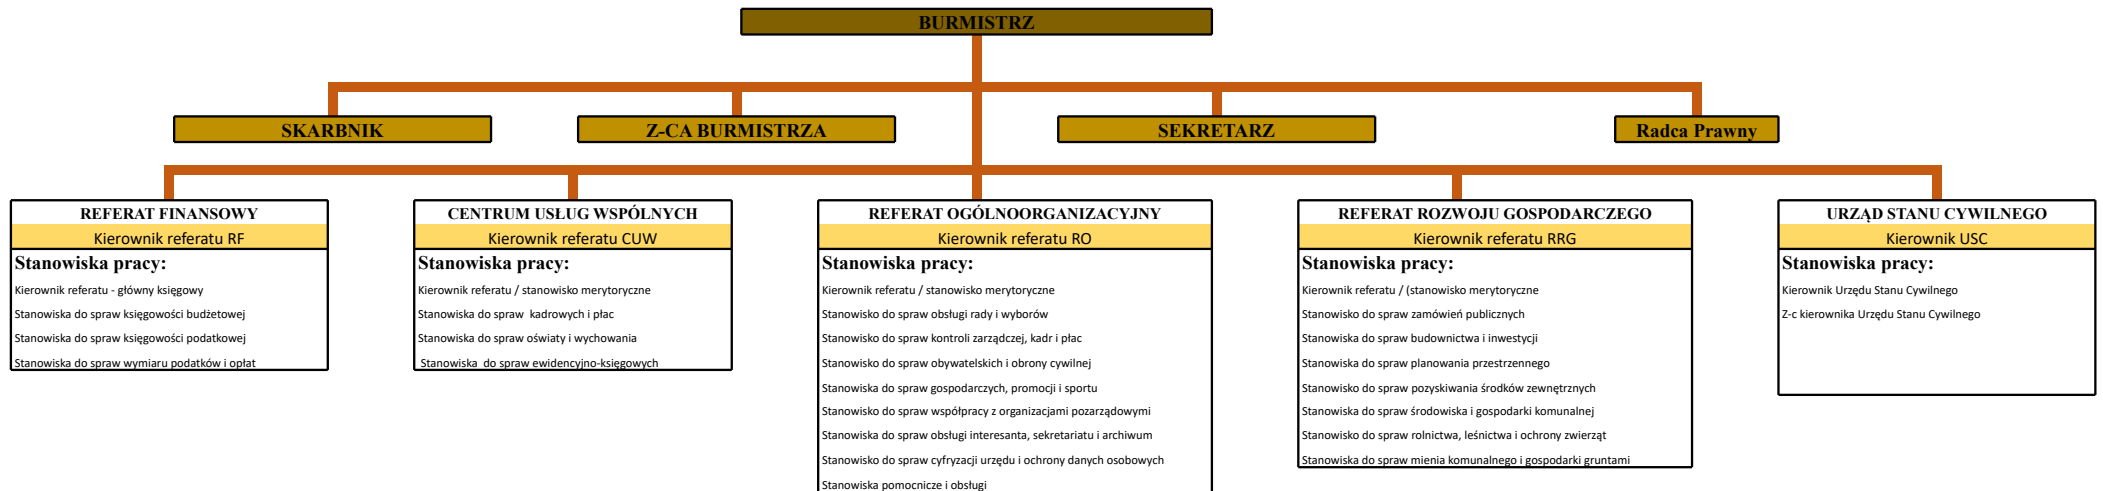 BURMISTRZ
SKARBNIK
Z-CA BURMISTRZA
SEKRETARZ
Radca Prawny
REFERAT FINANSOWY
Kierownik referatu RF
Stanowiska pracy:
Kierownik referatu - główny księgowy
Stanowiska do spraw księgowości budżetowej
Stanowiska do spraw księgowości podatkowej
Stanowiska do spraw wymiaru podatków i opłat
CENTRUM USŁUG WSPÓLNYCH
Kierownik referatu CUW
Stanowiska pracy:
Kierownik referatu / stanowisko merytoryczne
Stanowiska do spraw kadrowych i płac
Stanowiska do spraw oświaty i wychowania
Stanowiska do spraw ewidencyjno-księgowych
REFERAT OGÓLNOORGANIZACYJNY
Kierownik referatu RO
Stanowiska pracy:
Kierownik referatu / stanowisko merytoryczne
Stanowisko do spraw obsługi rady i wyborów
Stanowisko do spraw kontroli zarządczej, kadr i płac
Stanowisko do spraw obywatelskich i obrony cywilnej
Stanowiska do spraw gospodarczych, promocji i sportu
Stanowisko do spraw współpracy z organizacjami pozarządowymi
Stanowiska do spraw obsługi interesanta, sekretariatu i archiwum
Stanowisko do spraw cyfryzacji urzędu i ochrony danych osobowych
Stanowiska pomocnicze i obsługi
REFERAT ROZWOJU GOSPODARCZEGO
Kierownik referatu RRG
Stanowiska pracy:
Kierownik referatu / (stanowisko merytoryczne
Stanowisko do spraw zamówień publicznych
Stanowiska do spraw budownictwa i inwestycji
Stanowiska do spraw planowania przestrzennego
Stanowisko do spraw pozyskiwania środków zewnętrznych
Stanowiska do spraw środowiska i gospodarki komunalnej
Stanowisko do spraw rolnictwa, leśnictwa i ochrony zwierząt
Stanowiska do spraw mienia komunalnego i gospodarki gruntami
URZĄD STANU CYWILNEGO
Kierownik USC
Stanowiska pracy:
Kierownik Urzędu Stanu Cywilnego
Z-c kierownika Urzędu Stanu Cywilnego